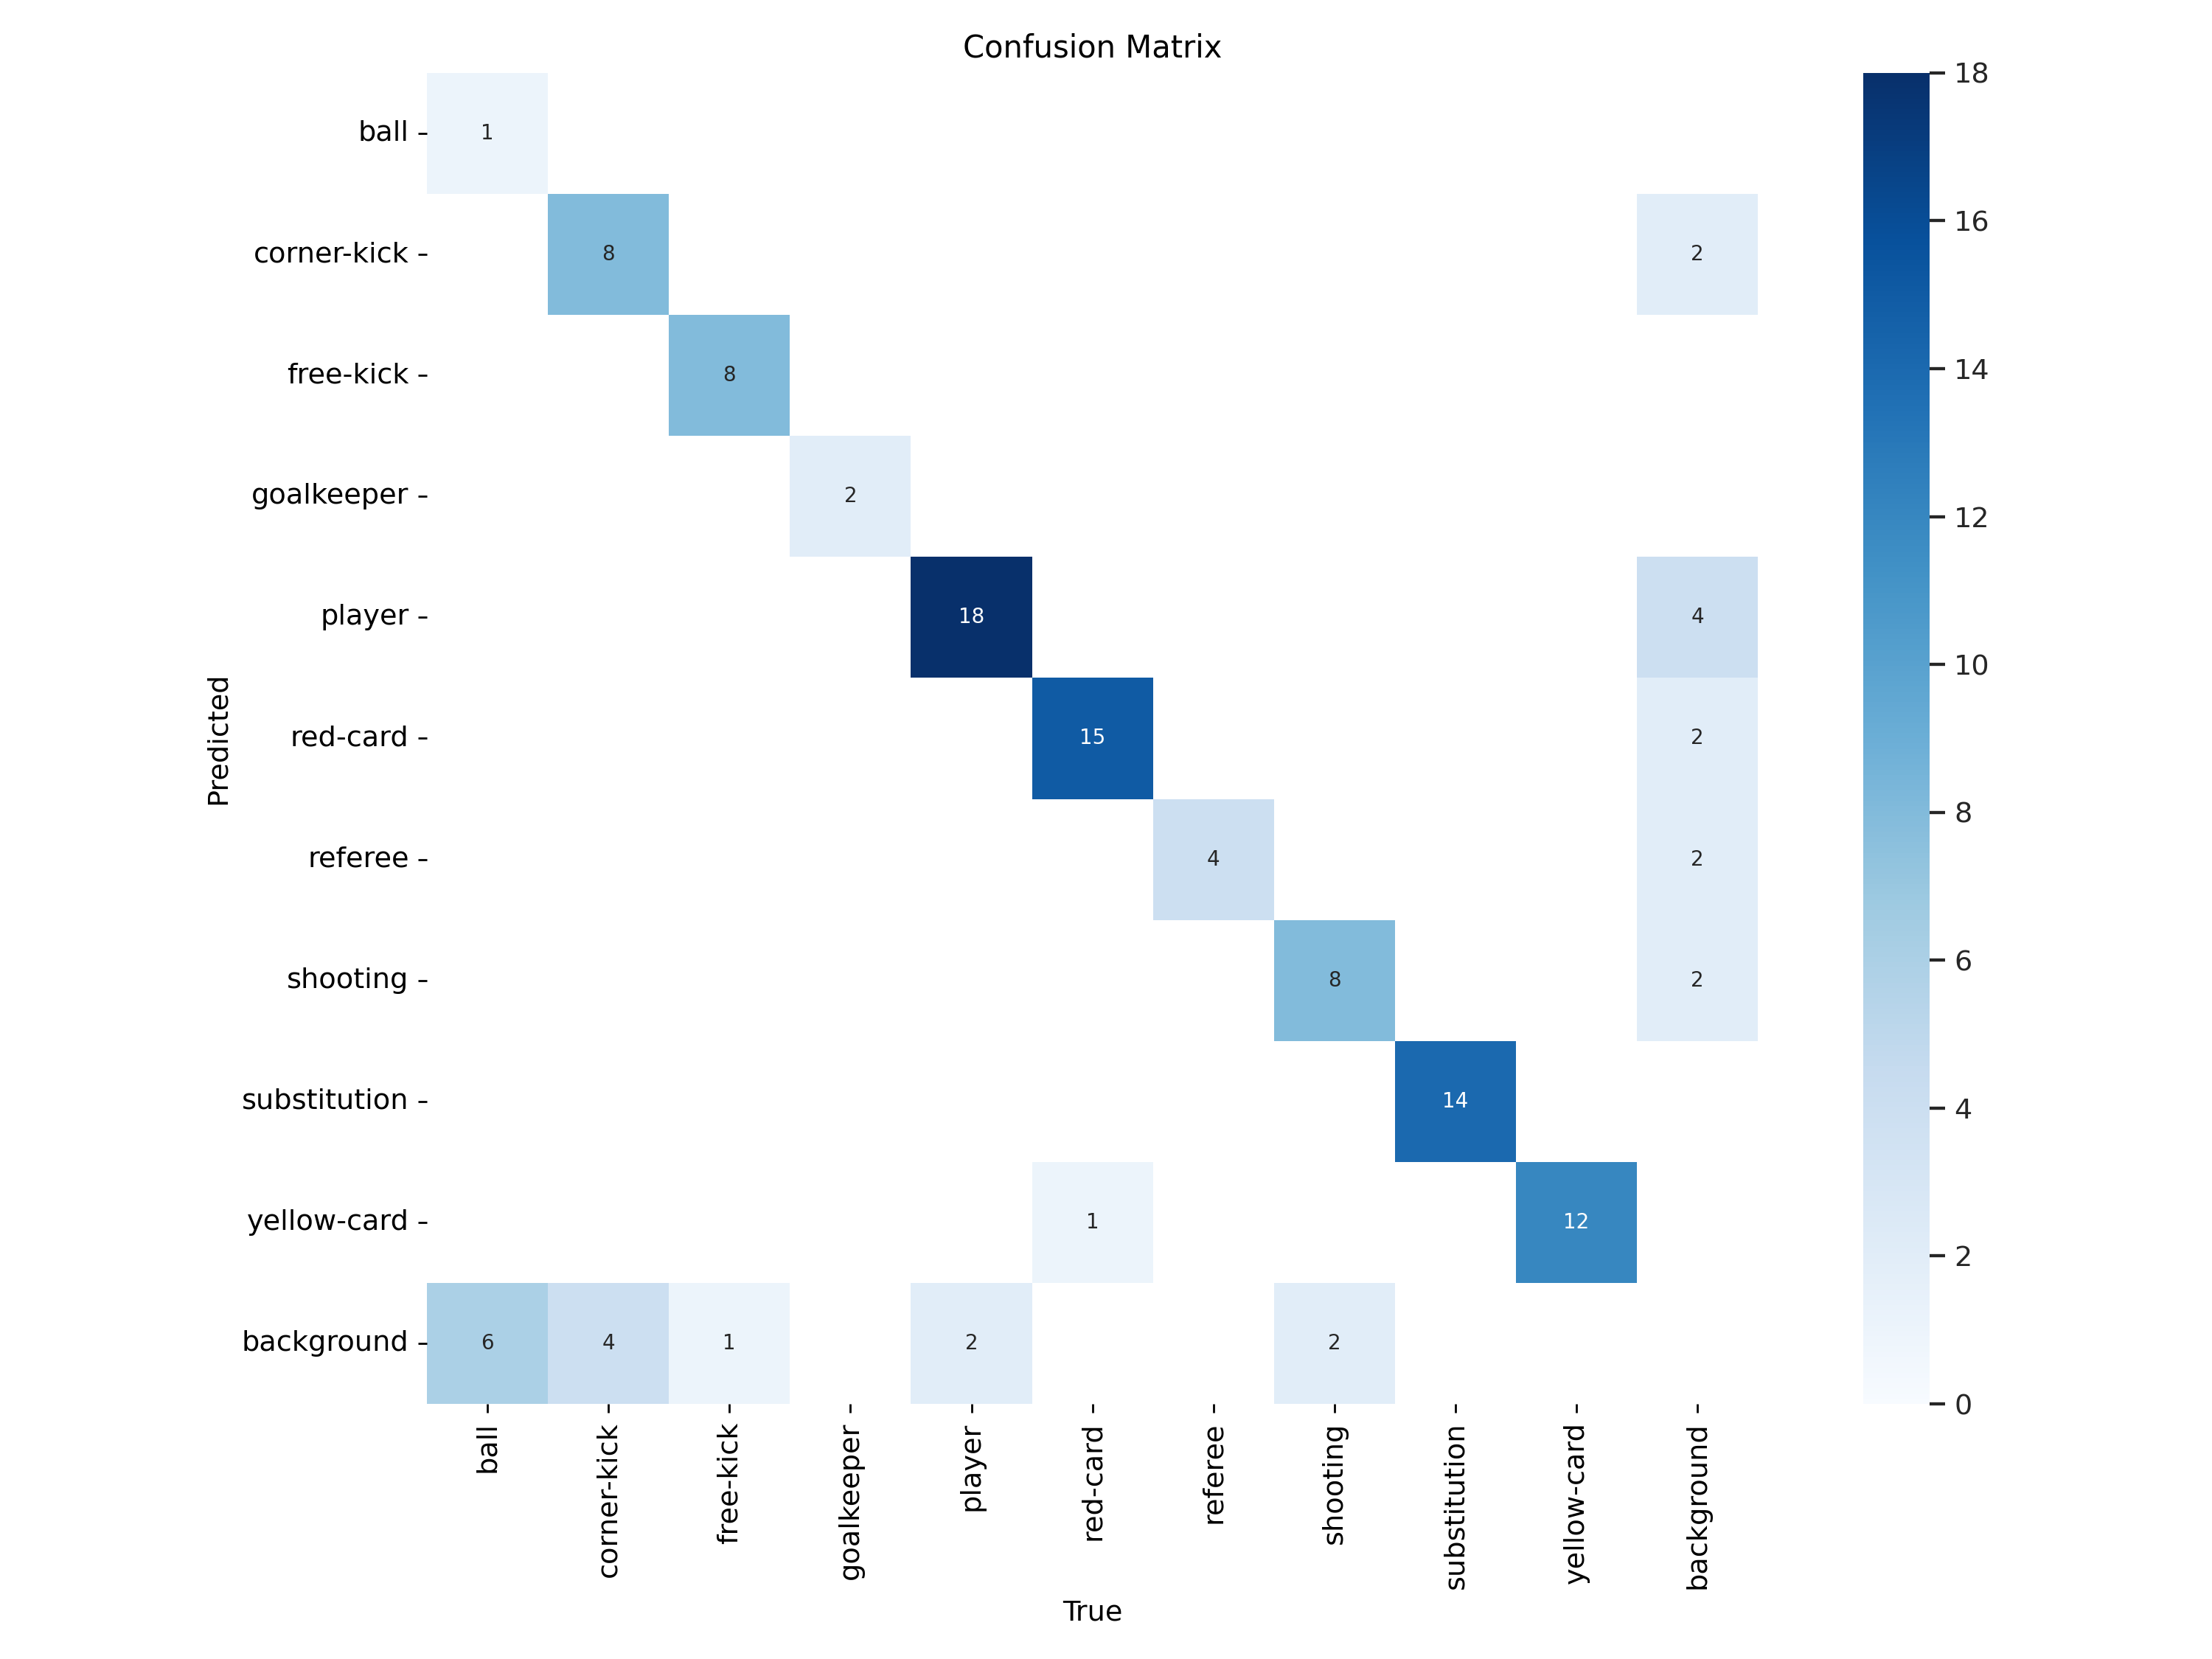 Confusion Matrix
ball 1
corner-kick 8 2
free-kick 8
goalkeeper 2
player 18 4
red-card 15 2
referee 4 2
shooting 8 2
substitution 14
yellow-card 1 12
background 6 4 1 2 2
Predicted
ball corner-kick free-kick goalkeeper player red-card referee shooting substitution yellow-card background
True
18
16
14
12
10
8
6
4
2
0